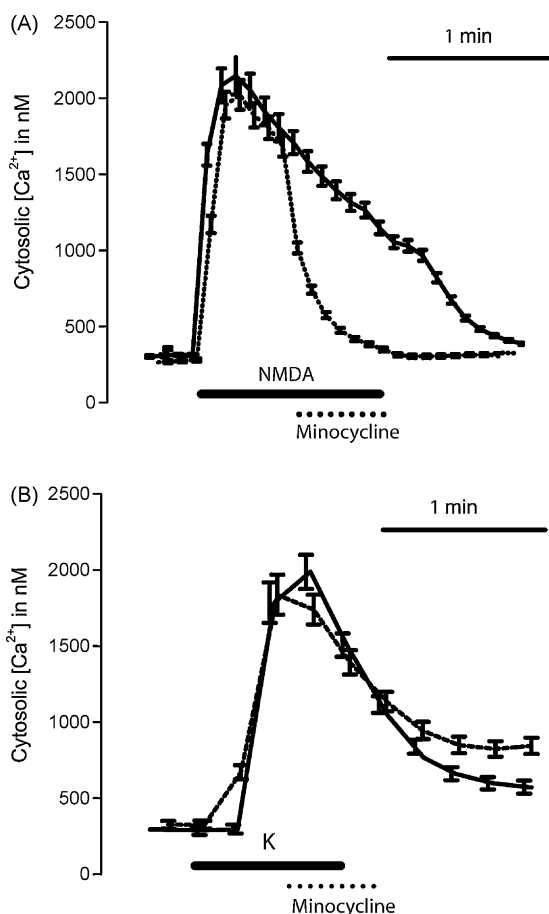 (A)
Cytosolic [Ca2+] in nM
2500
2000
1500
1000
500
0
1 min
NMDA
Minocycline
(B)
Cytosolic [Ca2+] in nM
2500
2000
1500
1000
500
0
1 min
K
Minocycline